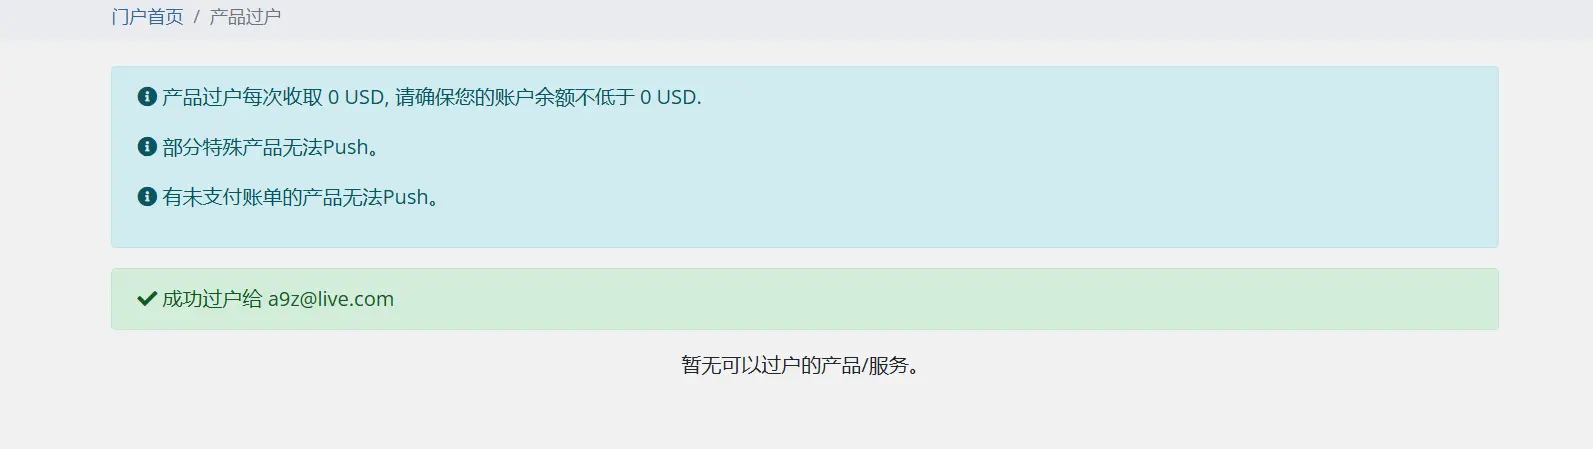 门户首页 / 产品过户
产品过户每次收取 0 USD, 请确保您的账户余额不低于 0 USD.
部分特殊产品无法Push。
有未支付账单的产品无法Push。
成功过户给 a9z@live.com
暂无可以过户的产品/服务。